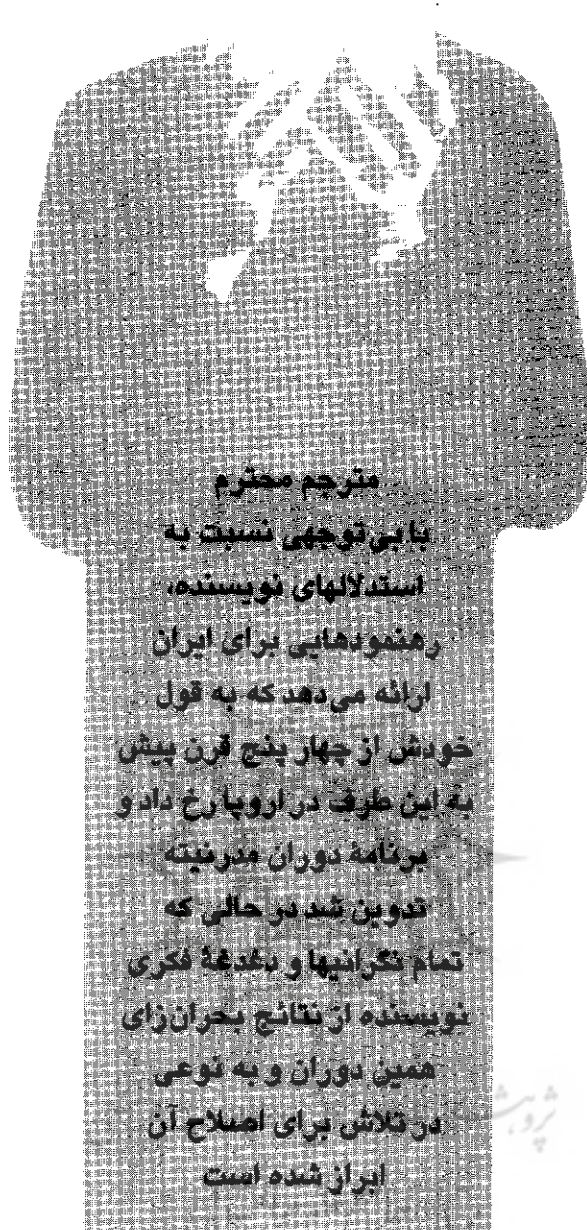 ... مترجم محترم
با بی‌توجهی نسبت به
استدلالهای نویسنده،
رهنمودهایی برای ایران
ارائه می‌دهد که به قول
خودش از چهار پنج قرن پیش
به این طرف در اروپا رخ داد و
برنامهٔ دوران مدرنیته
تدوین شد در حالی که
تمام نگرانیها و دغدغهٔ فکری
نویسنده از نتائج بحران‌زای
همین دوران و به نوعی
در تلاش برای اصلاح آن
ابراز شده است